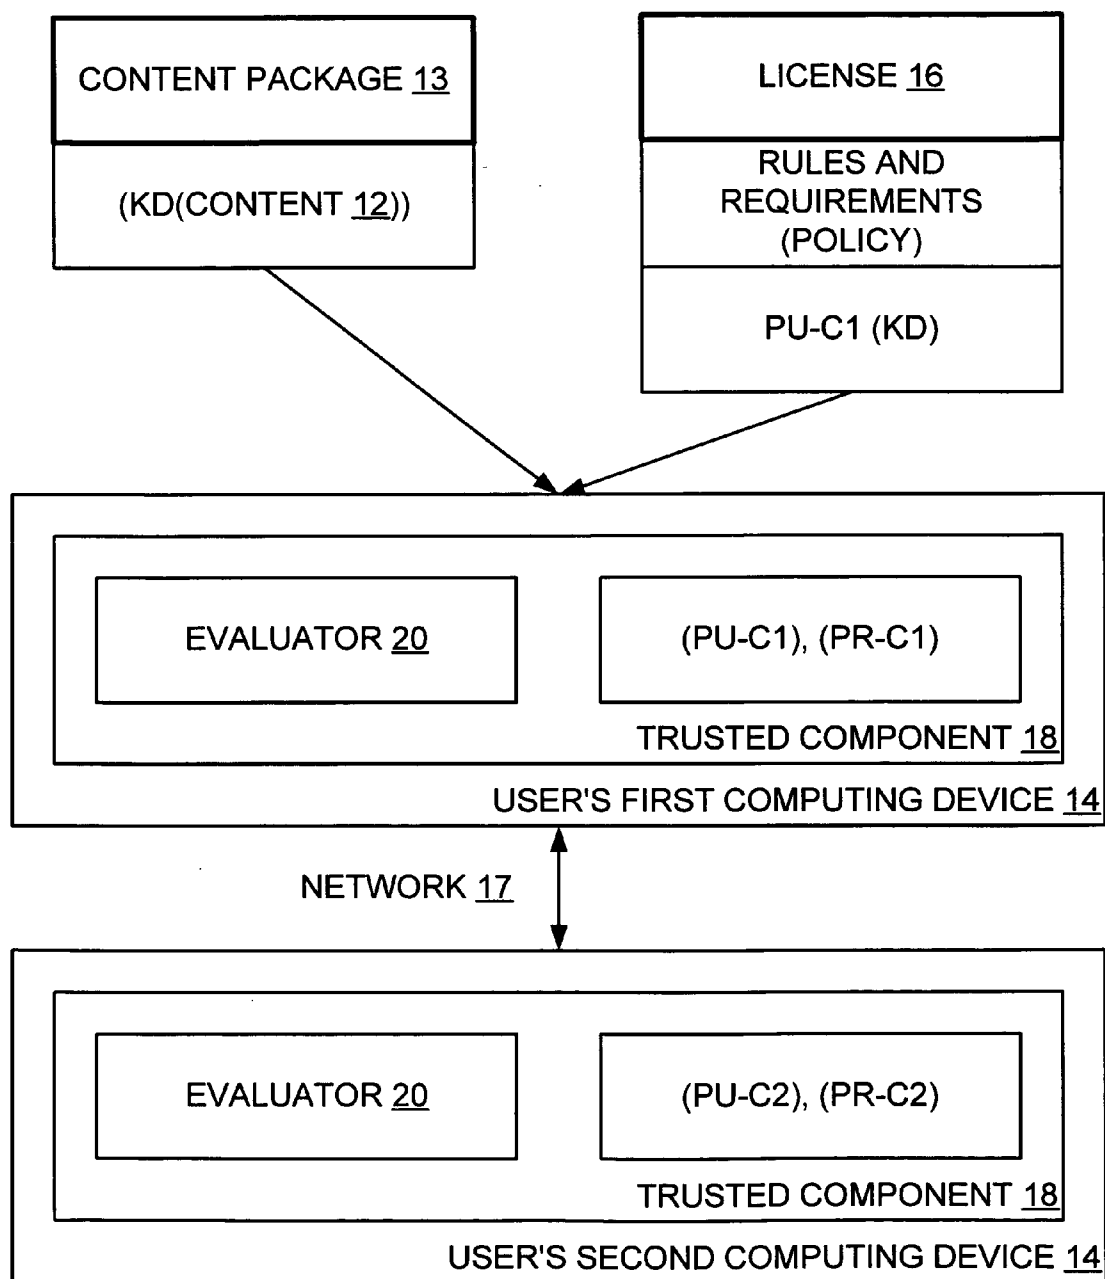 CONTENT PACKAGE 13
(KD(CONTENT 12))
LICENSE 16
RULES AND
REQUIREMENTS
(POLICY)
PU-C1 (KD)
EVALUATOR 20
(PU-C1), (PR-C1)
TRUSTED COMPONENT 18
USER'S FIRST COMPUTING DEVICE 14
NETWORK 17
EVALUATOR 20
(PU-C2), (PR-C2)
TRUSTED COMPONENT 18
USER'S SECOND COMPUTING DEVICE 14